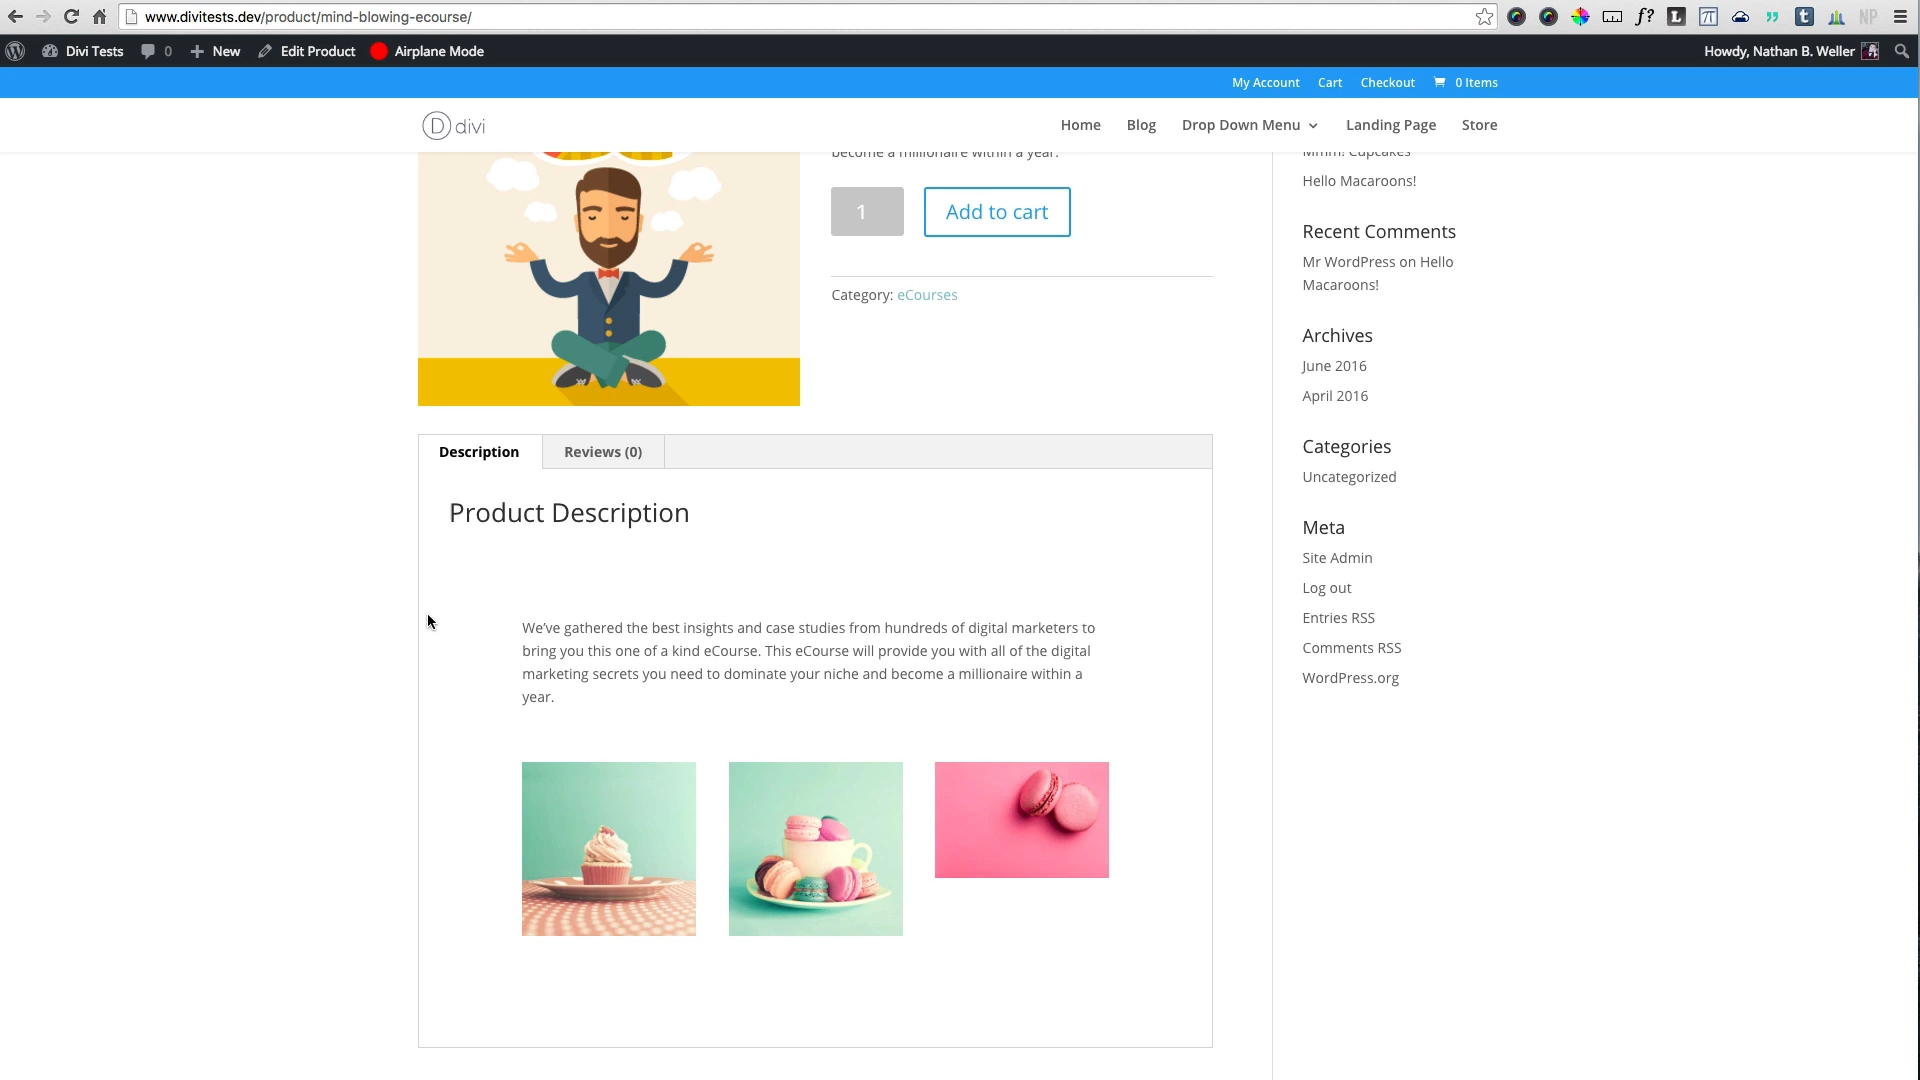 www.divitests.dev/product/mind-blowing-ecourse/
f?
L
π
t
NP
Divi Tests
0
New
Edit Product
Airplane Mode
Howdy, Nathan B. Weller
My Account
Cart
Checkout
0 Items
D divi
Home
Blog
Drop Down Menu
Landing Page
Store
become a millionaire within a year.
1
Add to cart
Category: eCourses
Description
Reviews (0)
Product Description
We've gathered the best insights and case studies from hundreds of digital marketers to
bring you this one of a kind eCourse. This eCourse will provide you with all of the digital
marketing secrets you need to dominate your niche and become a millionaire within a
year.
Mmm! Cupcakes
Hello Macaroons!
Recent Comments
Mr WordPress on Hello
Macaroons!
Archives
June 2016
April 2016
Categories
Uncategorized
Meta
Site Admin
Log out
Entries RSS
Comments RSS
WordPress.org